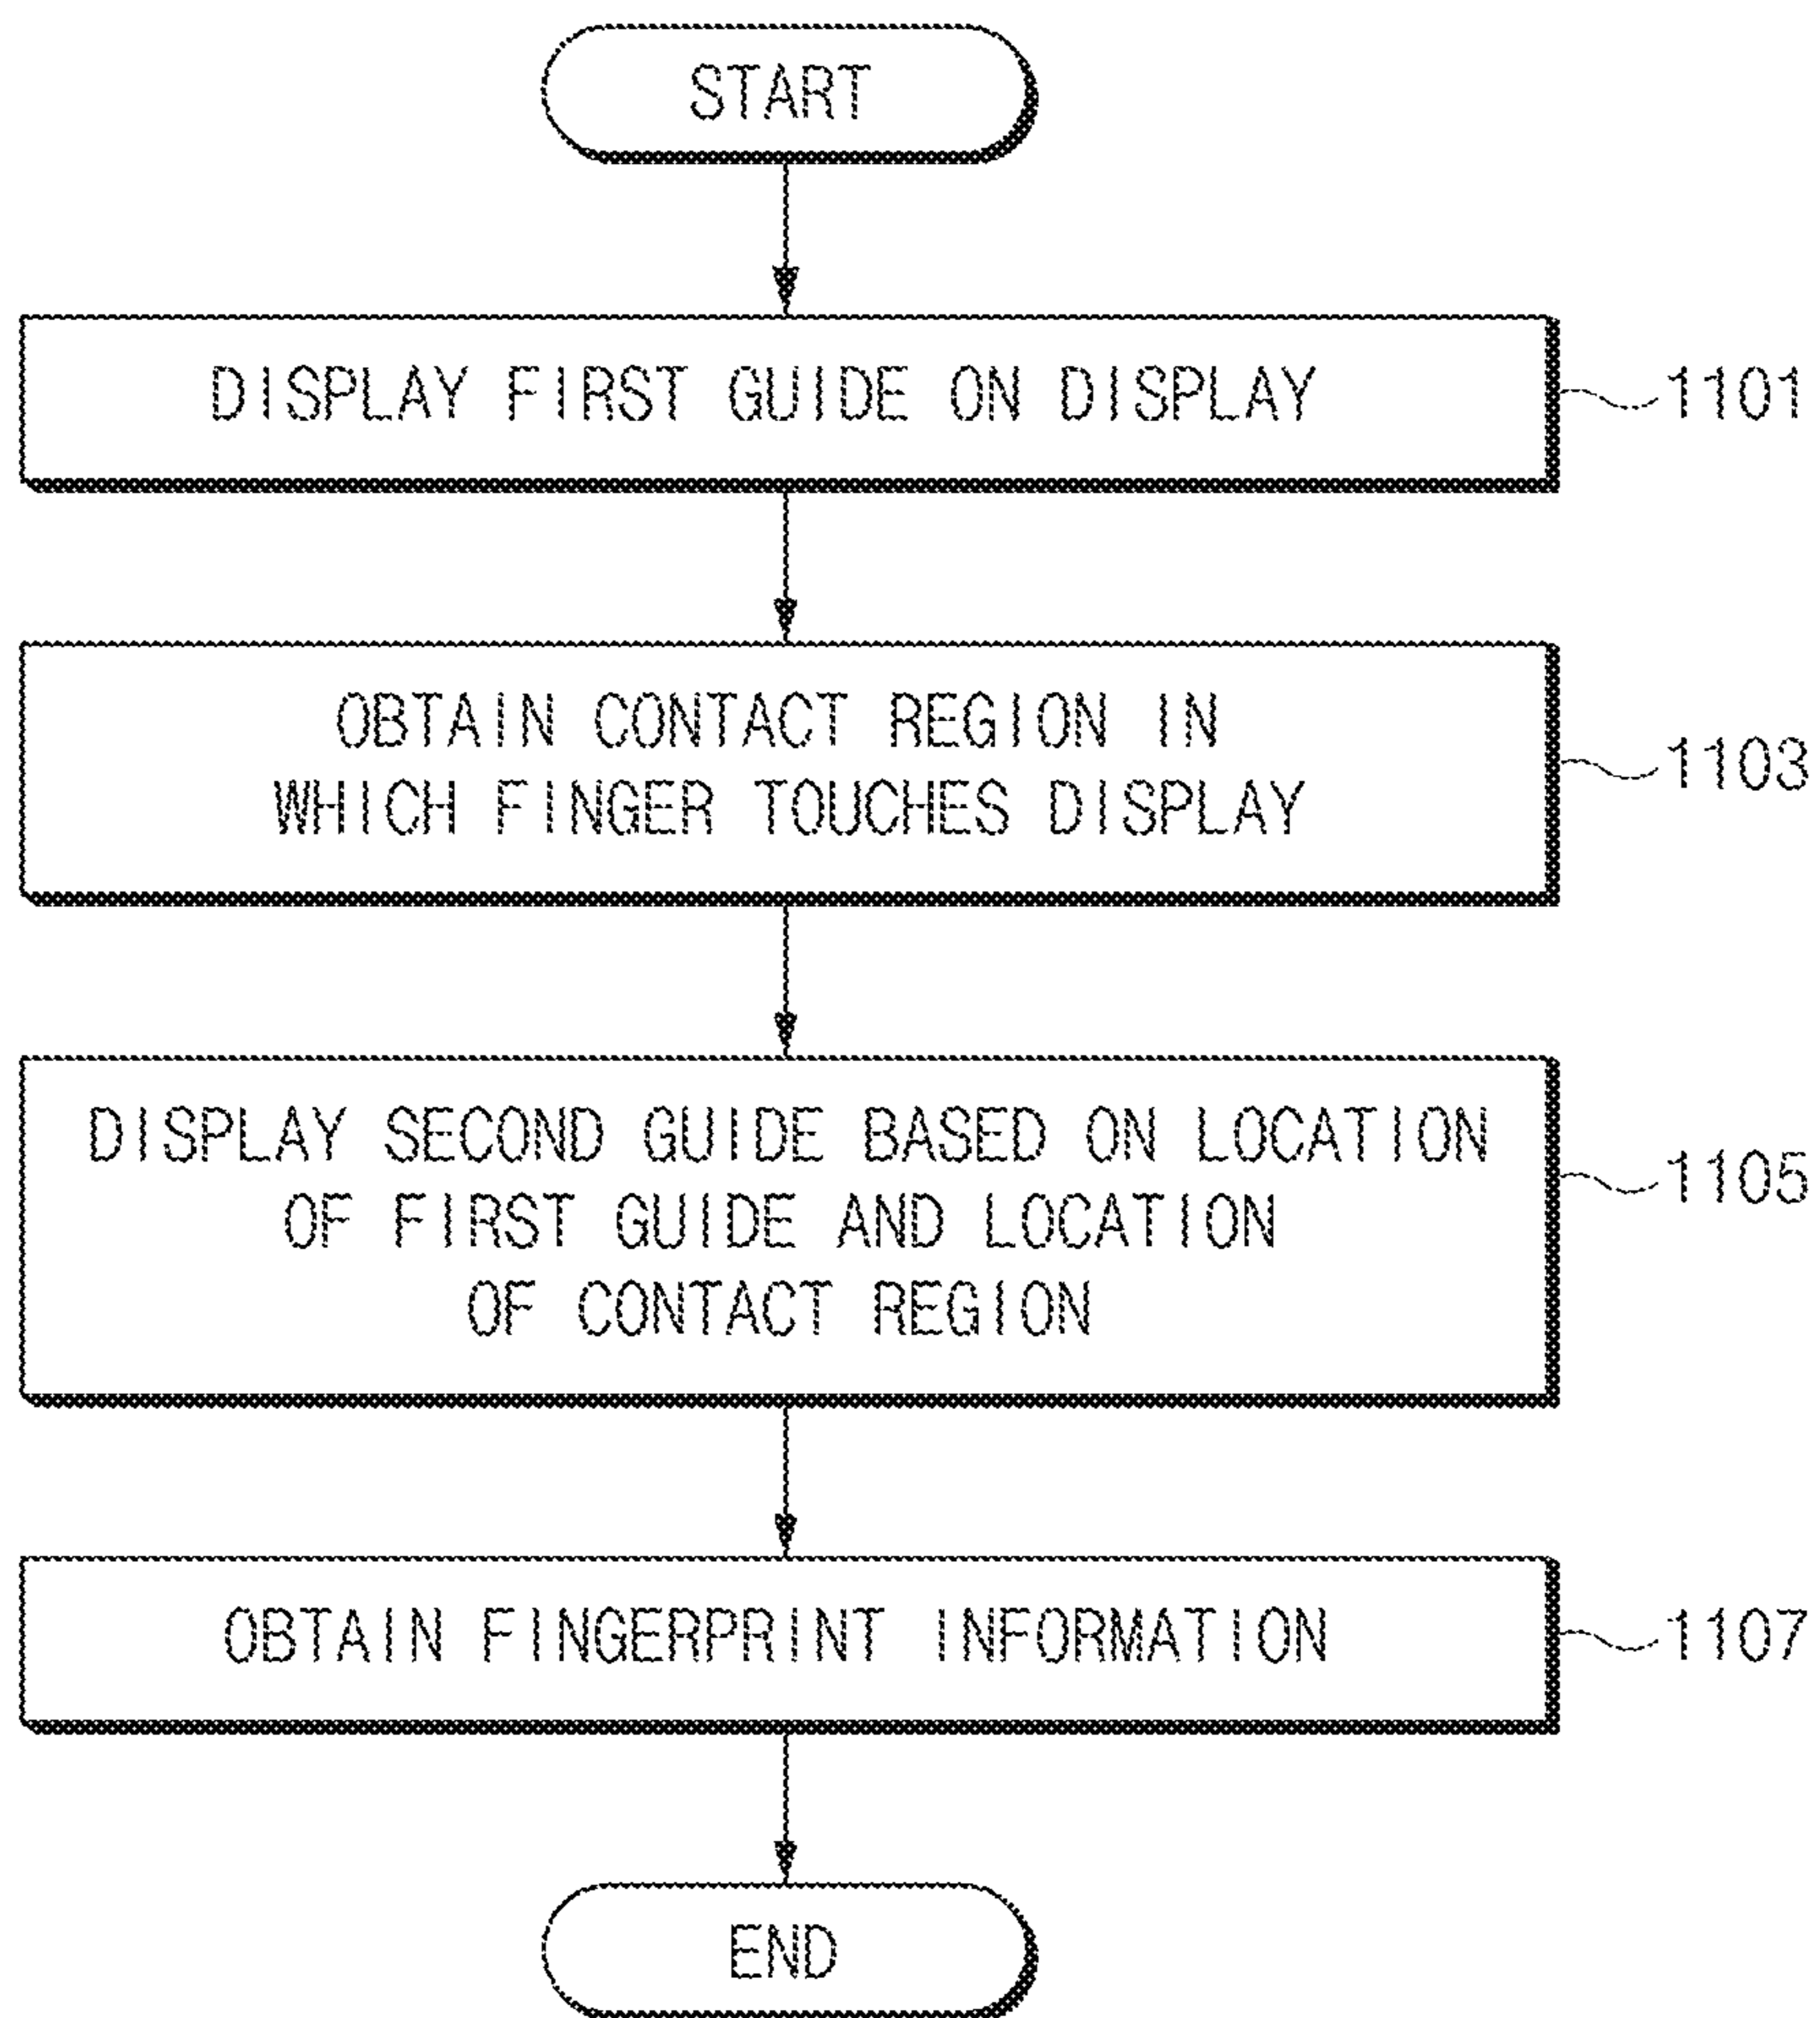 START
DISPLAY FIRST GUIDE ON DISPLAY
1101
OBTAIN CONTACT REGION IN
WHICH FINGER TOUCHES DISPLAY
1103
DISPLAY SECOND GUIDE BASED ON LOCATION
OF FIRST GUIDE AND LOCATION
OF CONTACT REGION
1105
OBTAIN FINGERPRINT INFORMATION
1107
END